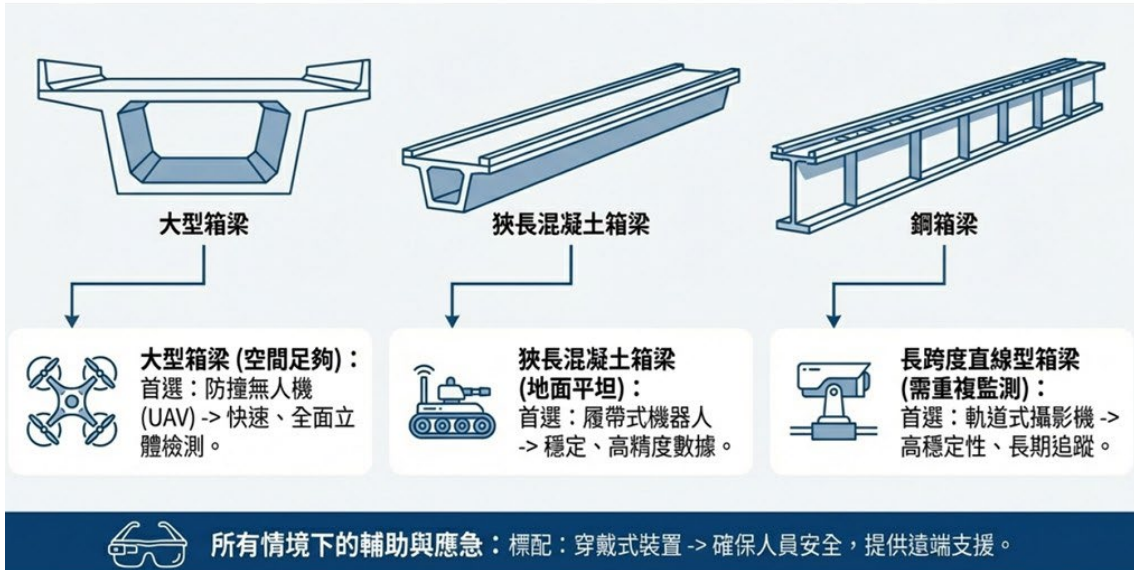 大型箱梁
狹長混凝土箱梁
鋼箱梁
大型箱梁 (空間足夠)：
首選：防撞無人機
(UAV) -> 快速、全面立
體檢測。
狹長混凝土箱梁
(地面平坦)：
首選：履帶式機器人
-> 穩定、高精度數據。
長跨度直線型箱梁
(需重複監測)：
首選：軌道式攝影機 ->
高穩定性、長期追蹤。
所有情境下的輔助與應急：標配：穿戴式裝置 -> 確保人員安全，提供遠端支援。